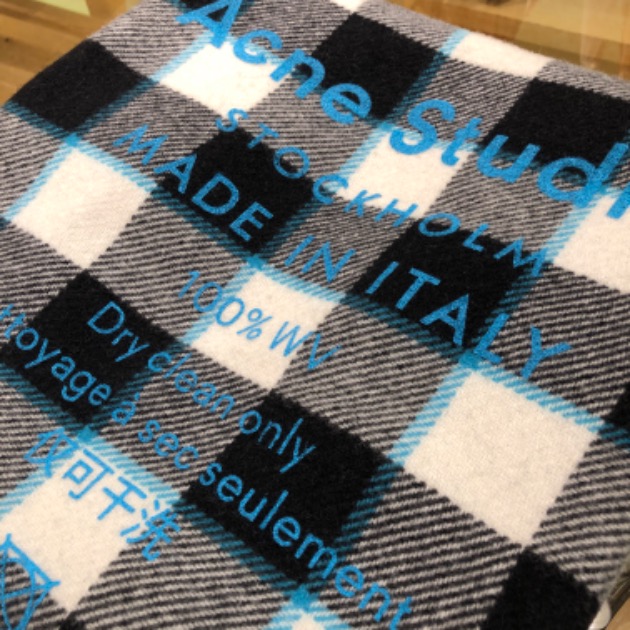 Acne Studi
STOCKHOLM
MADE IN ITALY
100% WV
Dry clean only
ttoyage à sec seulement
仅可干洗